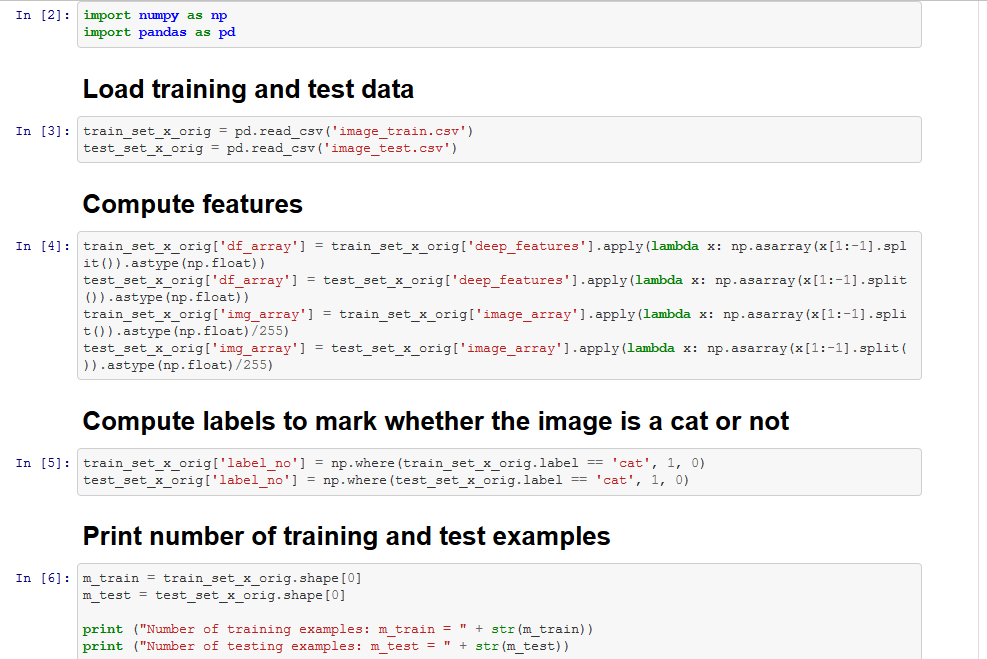 In [2]: import numpy as np
import pandas as pd
Load training and test data
In [3]: train_set_x_orig = pd.read_csv('image_train.csv')
test_set_x_orig = pd.read_csv('image_test.csv')
Compute features
In [4]: train_set_x_orig['df_array'] = train_set_x_orig['deep_features'].apply(lambda x: np.asarray(x[1:-1].spl
it()).astype(np.float))
test_set_x_orig['df_array'] = test_set_x_orig['deep_features'].apply(lambda x: np.asarray(x[1:-1].split
()).astype(np.float))
train_set_x_orig['img_array'] = train_set_x_orig['image_array'].apply(lambda x: np.asarray(x[1:-1].spli
t()).astype(np.float)/255)
test_set_x_orig['img_array'] = test_set_x_orig['image_array'].apply(lambda x: np.asarray(x[1:-1].split(
)).astype(np.float)/255)
Compute labels to mark whether the image is a cat or not
In [5]: train_set_x_orig['label_no'] = np.where(train_set_x_orig.label == 'cat', 1, 0)
test_set_x_orig['label_no'] = np.where(test_set_x_orig.label == 'cat', 1, 0)
Print number of training and test examples
In [6]: m_train = train_set_x_orig.shape[0]
m_test = test_set_x_orig.shape[0]
print ("Number of training examples: m_train = " + str(m_train))
print ("Number of testing examples: m_test = " + str(m_test))